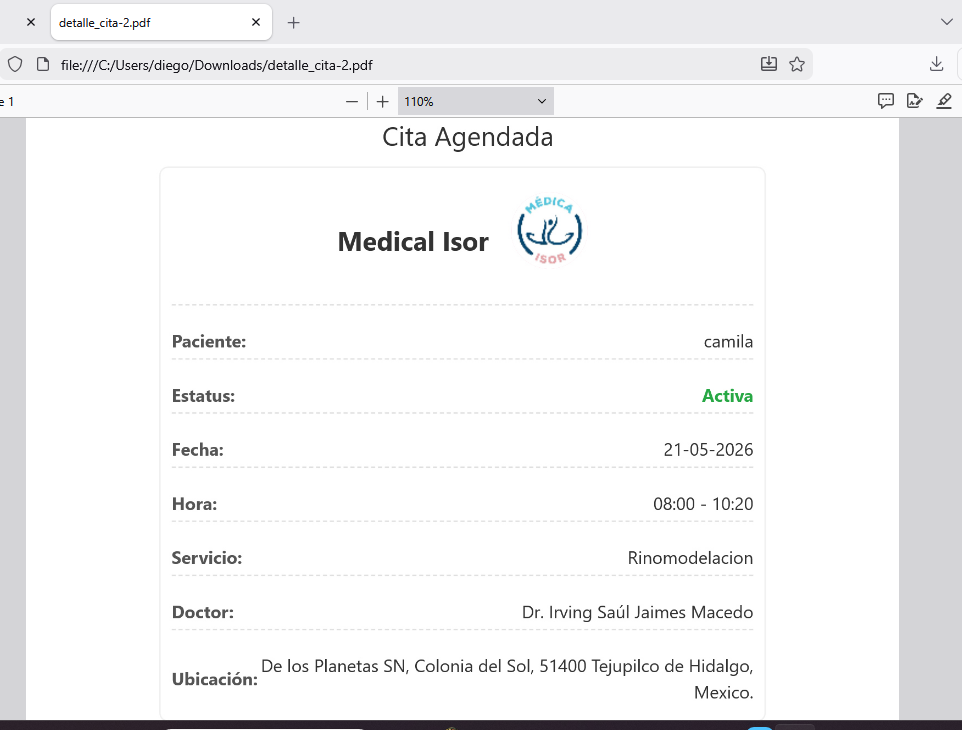 detalle_cita-2.pdf
file:///C:/Users/diego/Downloads/detalle_cita-2.pdf
e 1
110%
Cita Agendada
Medical Isor
MÉDICA
ISOR
Paciente: camila
Estatus: Activa
Fecha: 21-05-2026
Hora: 08:00 - 10:20
Servicio: Rinomodelacion
Doctor: Dr. Irving Saúl Jaimes Macedo
Ubicación: De los Planetas SN, Colonia del Sol, 51400 Tejupilco de Hidalgo,
Mexico.